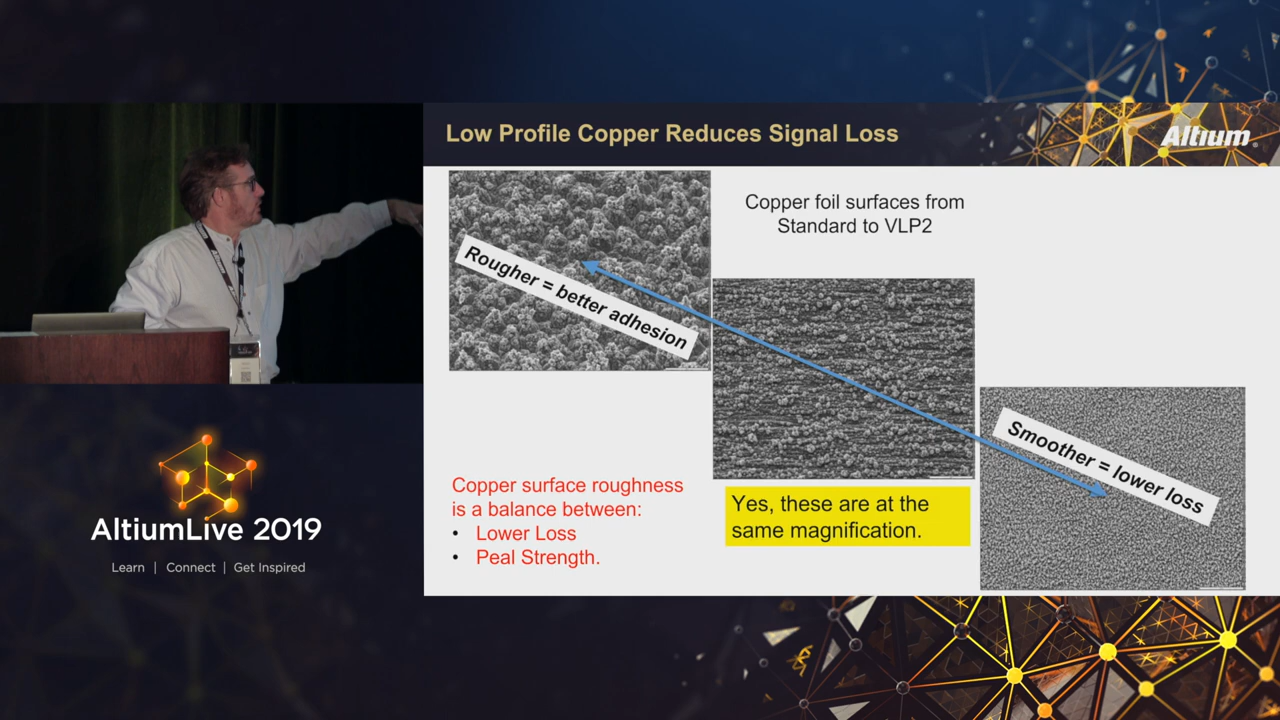 Low Profile Copper Reduces Signal Loss
Altium.
Copper foil surfaces from
Standard to VLP2
Rougher = better adhesion
Smoother = lower loss
Copper surface roughness
is a balance between:
• Lower Loss
• Peal Strength.
Yes, these are at the
same magnification.
AltiumLive 2019
Learn | Connect | Get Inspired